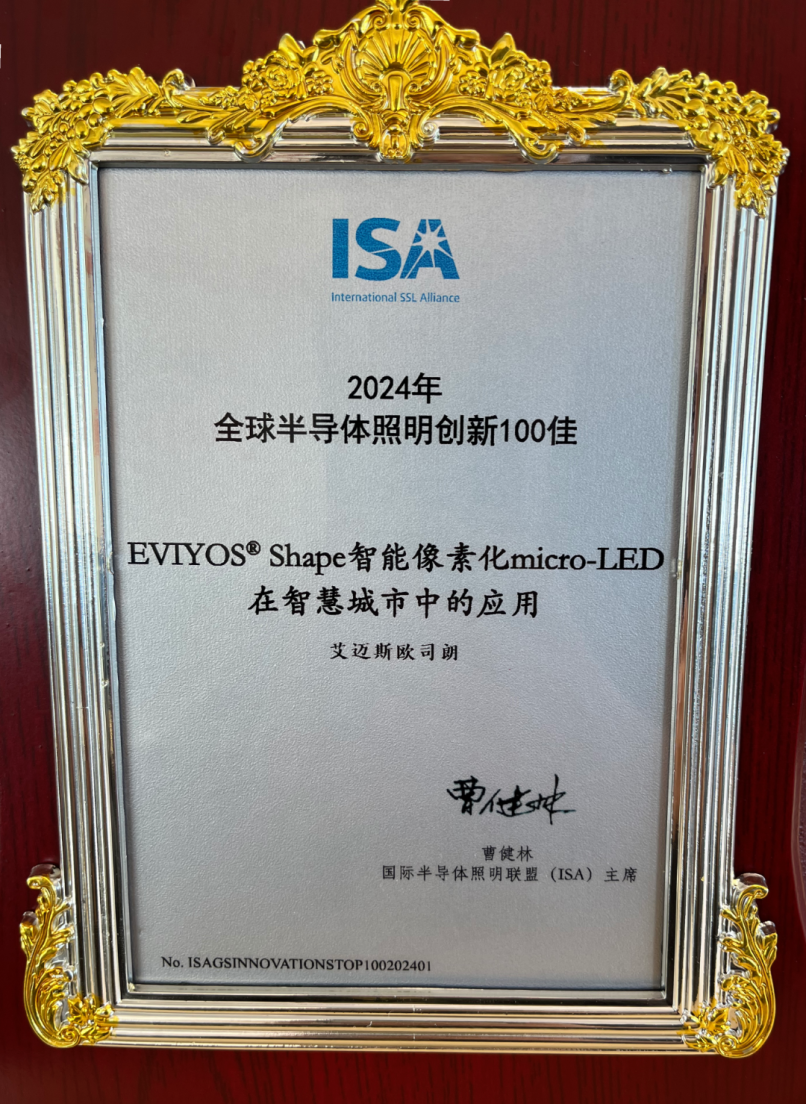 ISA
International SSL Alliance
2024年
全球半导体照明创新100佳
EVIYOS® Shape智能像素化micro-LED
在智慧城市中的应用
艾迈斯欧司朗
曹健林
曹健林
国际半导体照明联盟（ISA）主席
No. ISAGSINNOVATIONSTOP100202401